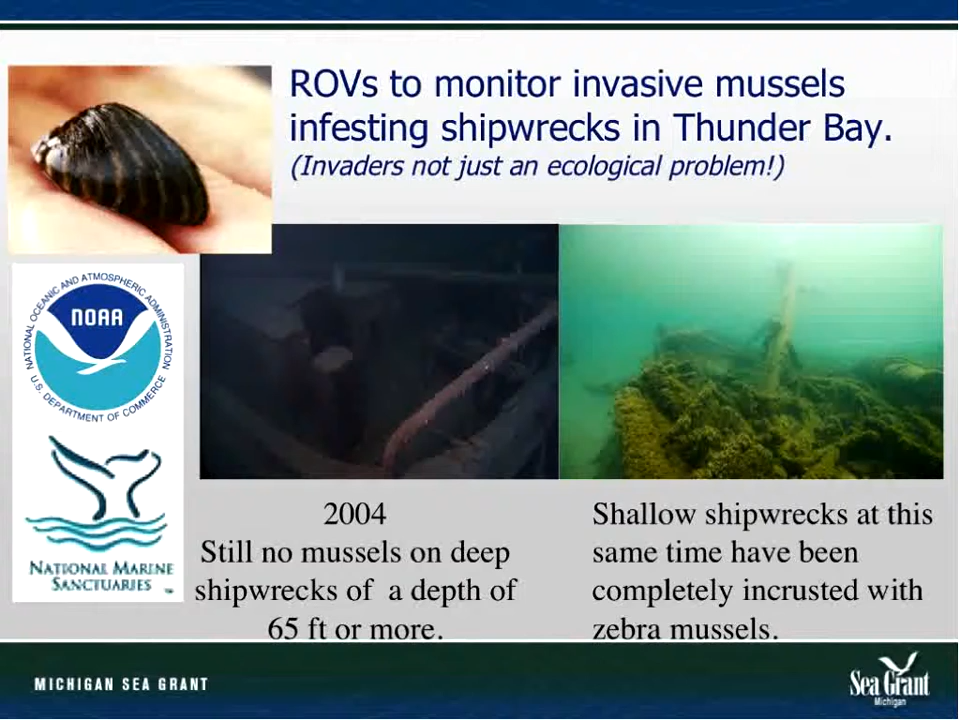 ROVs to monitor invasive mussels
infesting shipwrecks in Thunder Bay.
(Invaders not just an ecological problem!)
NATIONAL OCEANIC AND ATMOSPHERIC ADMINISTRATION
NOAA
U.S. DEPARTMENT OF COMMERCE
NATIONAL MARINE
SANCTUARIES
2004
Still no mussels on deep
shipwrecks of a depth of
65 ft or more.
Shallow shipwrecks at this
same time have been
completely incrusted with
zebra mussels.
MICHIGAN SEA GRANT
Sea Grant
Michigan